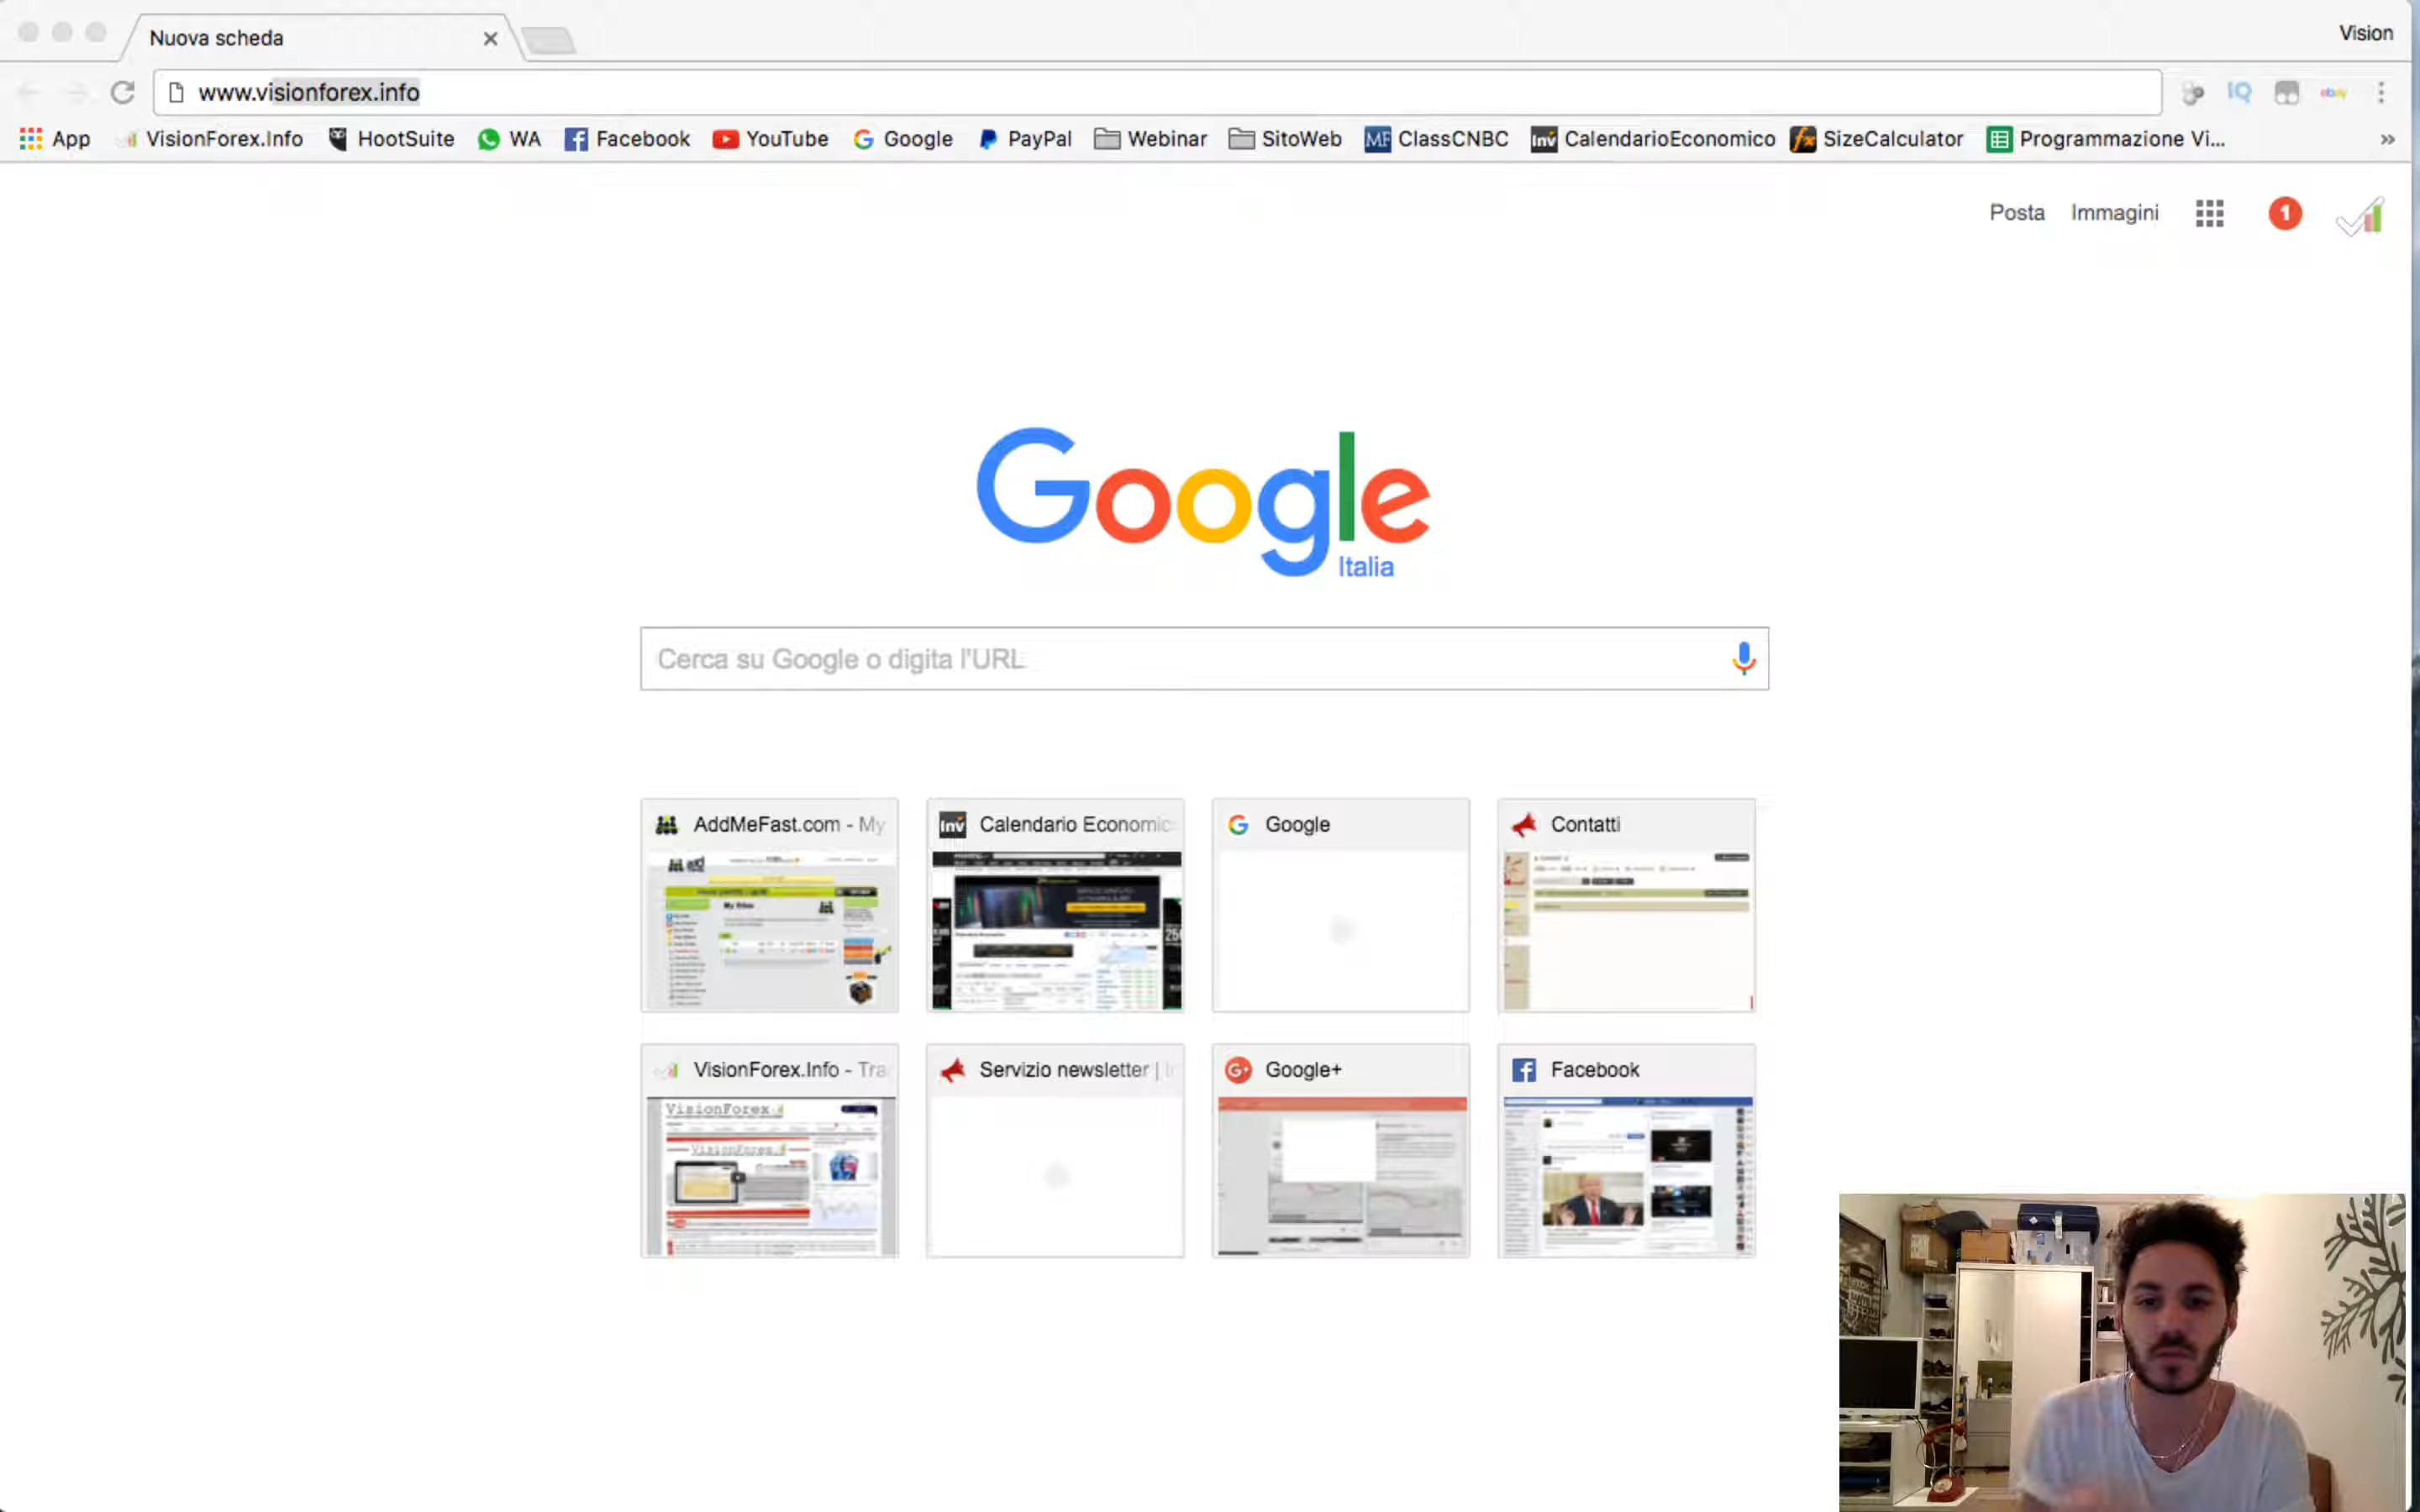 Nuova scheda
Vision
www.visionforex.info
App VisionForex.Info HootSuite WA Facebook YouTube Google PayPal Webinar SitoWeb ClassCNBC CalendarioEconomico SizeCalculator Programmazione Vi... »
Posta Immagini 1
Google
Italia
Cerca su Google o digita l'URL
AddMeFast.com - My Calendario Economic Google Contatti
VisionForex.Info - Tra Servizio newsletter | Google+ Facebook